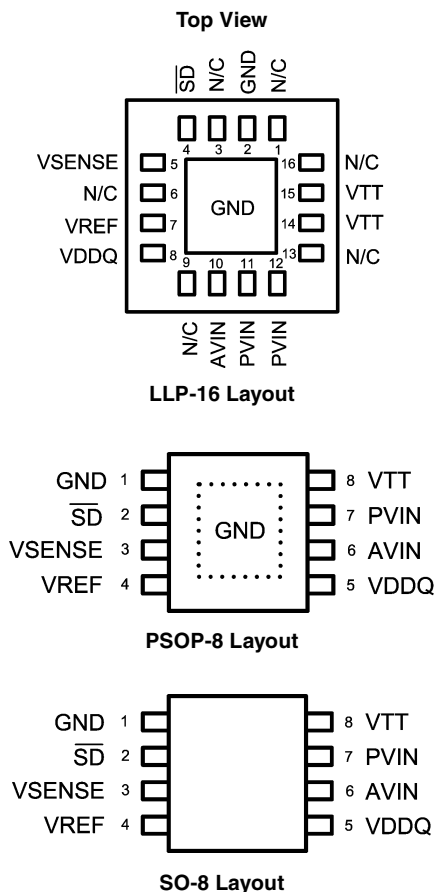 Top View
S̅D̅ N/C GND N/C
4 3 2 1
VSENSE 5 16 N/C
N/C 6 15 VTT
GND
VREF 7 14 VTT
VDDQ 8 13 N/C
9 10 11 12
N/C AVIN PVIN PVIN
LLP-16 Layout
GND 1 8 VTT
S̅D̅ 2 7 PVIN
GND
VSENSE 3 6 AVIN
VREF 4 5 VDDQ
PSOP-8 Layout
GND 1 8 VTT
S̅D̅ 2 7 PVIN
VSENSE 3 6 AVIN
VREF 4 5 VDDQ
SO-8 Layout